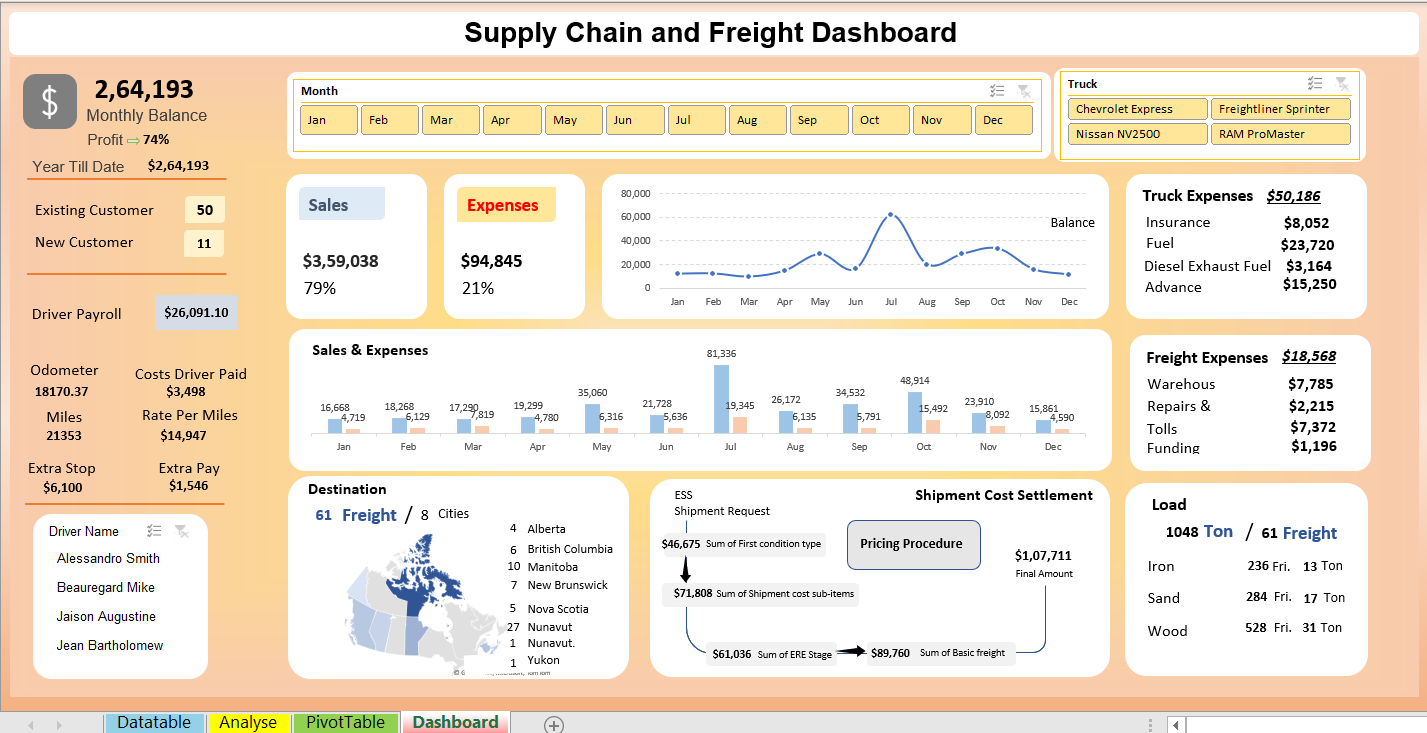 Supply Chain and Freight Dashboard
$
2,64,193
Monthly Balance
Profit ⇨ 74%
Year Till Date $2,64,193
Existing Customer 50
New Customer 11
Driver Payroll $26,091.10
Odometer
18170.37
Costs Driver Paid
$3,498
Miles
21353
Rate Per Miles
$14,947
Extra Stop
$6,100
Extra Pay
$1,546
Driver Name
Alessandro Smith
Beauregard Mike
Jaison Augustine
Jean Bartholomew
Month
Jan Feb Mar Apr May Jun Jul Aug Sep Oct Nov Dec
Truck
Chevrolet Express Freightliner Sprinter
Nissan NV2500 RAM ProMaster
Sales
$3,59,038
79%
Expenses
$94,845
21%
80,000
60,000
40,000
20,000
0
Balance
Jan Feb Mar Apr May Jun Jul Aug Sep Oct Nov Dec
Truck Expenses $50,186
Insurance $8,052
Fuel $23,720
Diesel Exhaust Fuel $3,164
Advance $15,250
Sales & Expenses
16,668 4,719
18,268 6,129
17,290 7,819
19,299 4,780
35,060 6,316
21,728 5,636
81,336 19,345
26,172 6,135
34,532 5,791
48,914 15,492
23,910 8,092
15,861 4,590
Jan Feb Mar Apr May Jun Jul Aug Sep Oct Nov Dec
Freight Expenses $18,568
Warehous $7,785
Repairs & $2,215
Tolls $7,372
Funding $1,196
Destination
61 Freight / 8 Cities
4 Alberta
6 British Columbia
10 Manitoba
7 New Brunswick
5 Nova Scotia
27 Nunavut
1 Nunavut.
1 Yukon
Shipment Cost Settlement
ESS
Shipment Request
$46,675 Sum of First condition type
Pricing Procedure
$1,07,711
Final Amount
$71,808 Sum of Shipment cost sub-items
$61,036 Sum of ERE Stage
$89,760 Sum of Basic freight
Load
1048 Ton / 61 Freight
Iron 236 Fri. 13 Ton
Sand 284 Fri. 17 Ton
Wood 528 Fri. 31 Ton
Datatable Analyse PivotTable Dashboard